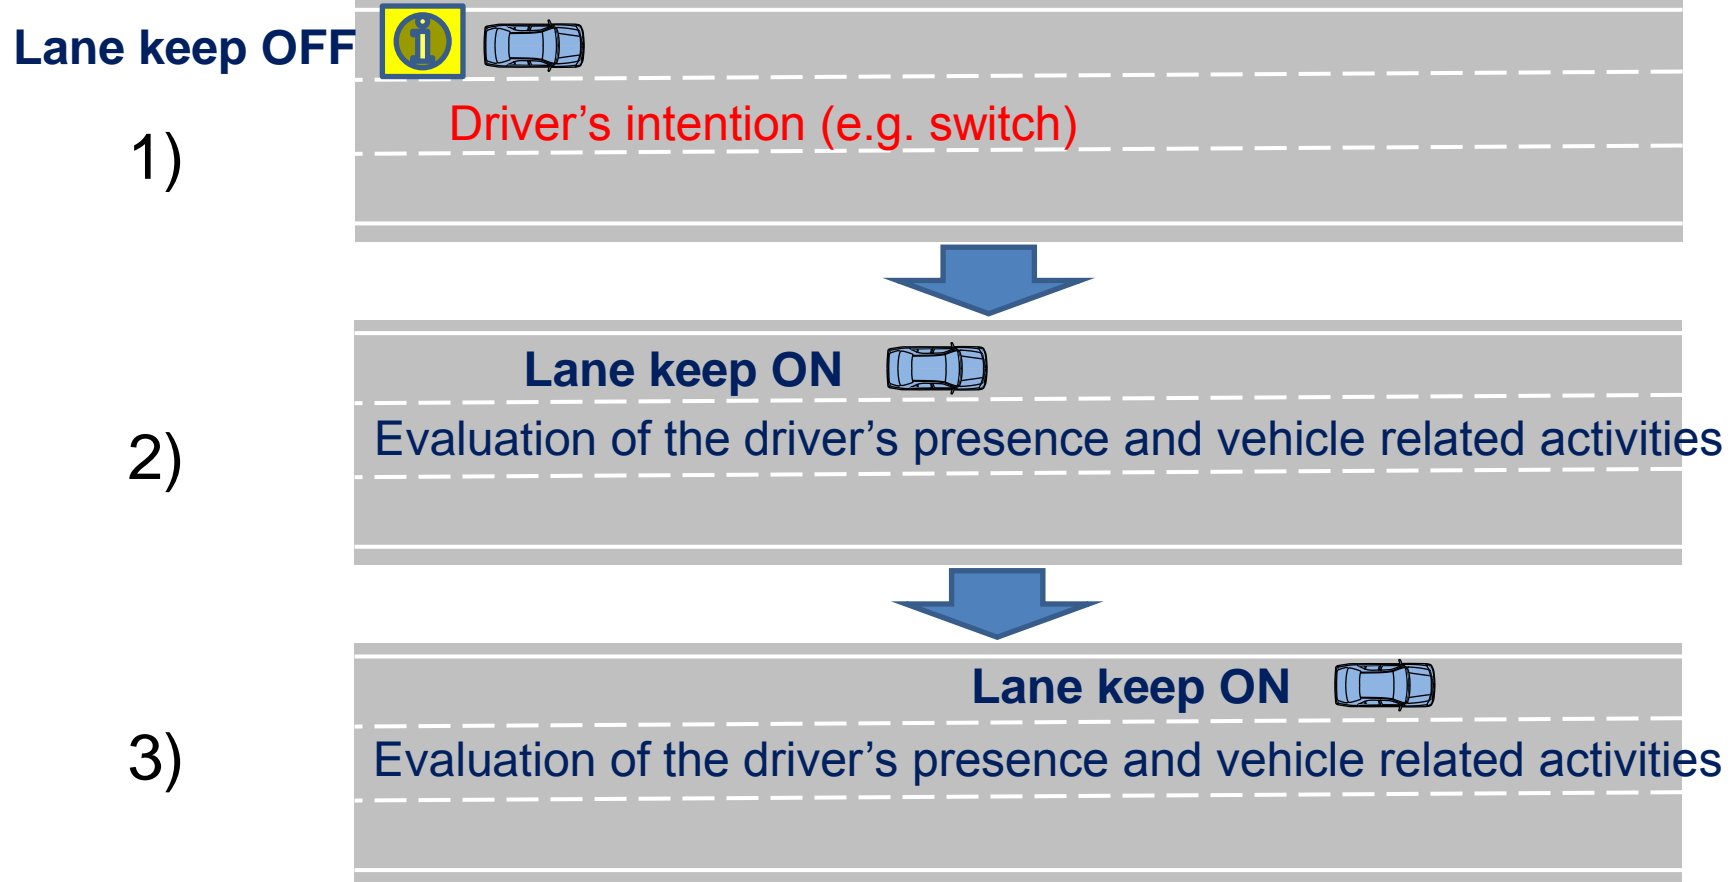 Lane keep OFF
i
1)
Driver’s intention (e.g. switch)
Lane keep ON
2)
Evaluation of the driver’s presence and vehicle related activities
Lane keep ON
3)
Evaluation of the driver’s presence and vehicle related activities